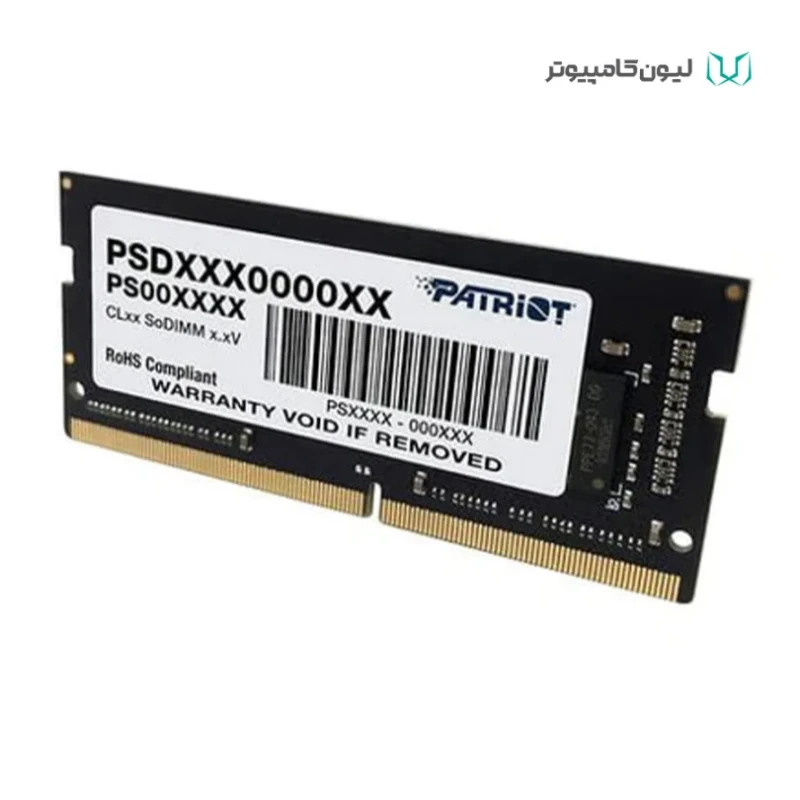 لیون‌کامپیوتر
PSDXXX0000XX
PS00XXXX
CLxx SoDIMM x.xV
PATRIOT
RoHS Compliant
PSXXXX - 000XXX
WARRANTY VOID IF REMOVED